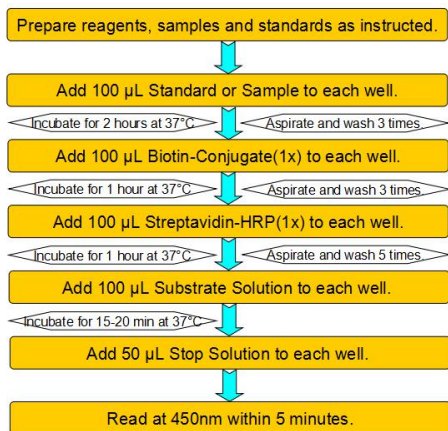 Prepare reagents, samples and standards as instructed.
Add 100 µL Standard or Sample to each well.
Incubate for 2 hours at 37°C
Aspirate and wash 3 times.
Add 100 µL Biotin-Conjugate(1x) to each well.
Incubate for 1 hour at 37°C
Aspirate and wash 3 times.
Add 100 µL Streptavidin-HRP(1x) to each well.
Incubate for 1 hour at 37°C
Aspirate and wash 5 times.
Add 100 µL Substrate Solution to each well.
Incubate for 15-20 min at 37°C
Add 50 µL Stop Solution to each well.
Read at 450nm within 5 minutes.